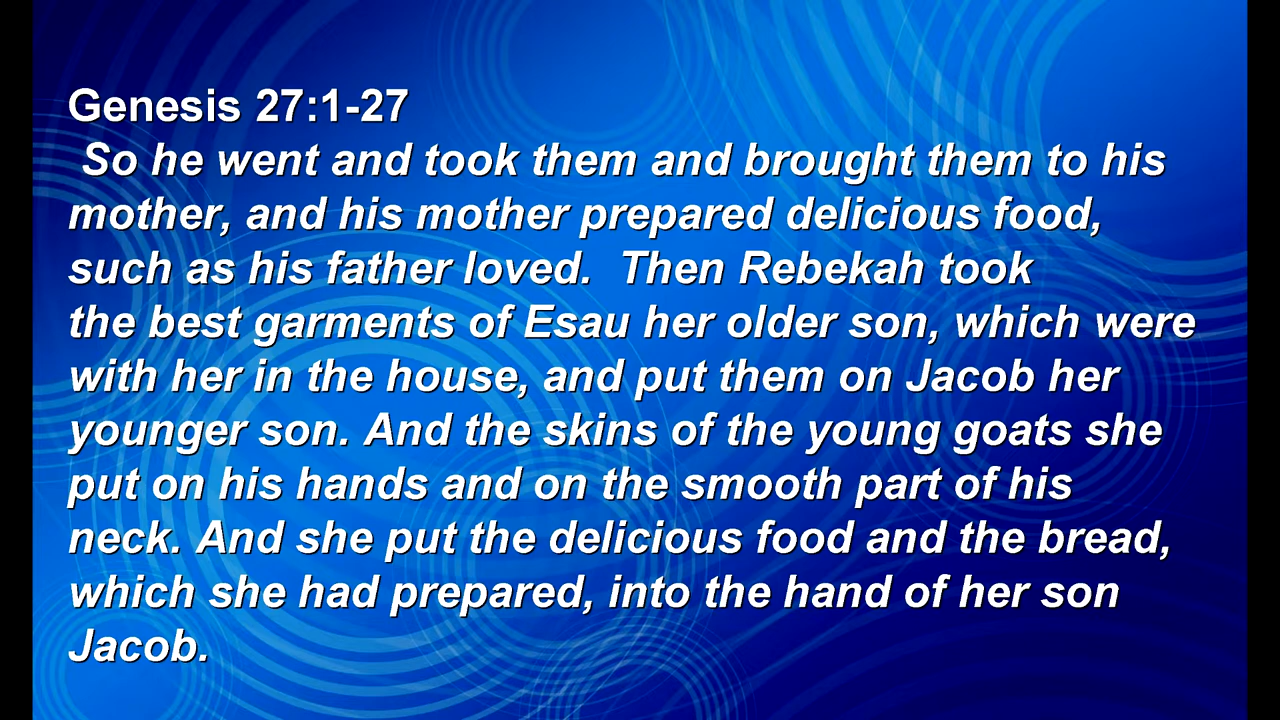 Genesis 27:1-27
So he went and took them and brought them to his
mother, and his mother prepared delicious food,
such as his father loved.  Then Rebekah took
the best garments of Esau her older son, which were
with her in the house, and put them on Jacob her
younger son. And the skins of the young goats she
put on his hands and on the smooth part of his
neck. And she put the delicious food and the bread,
which she had prepared, into the hand of her son
Jacob.